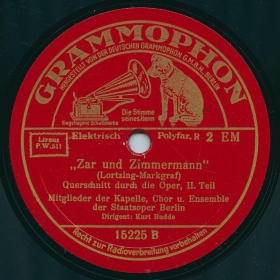 GRAMMOPHON
HERGESTELLT VON DER DEUTSCHEN GRAMMOPHON G.M.B.H. BERLIN
Die Stimme
seines Herrn
Eingetragene Schutzmarke
Lizenz
P.W.511
Elektrisch
Polyfar. R 2 EM
„Zar und Zimmermann“
(Lortzing-Markgraf)
Querschnitt durch die Oper, II. Teil
Mitglieder der Kapelle, Chor u. Ensemble
der Staatsoper Berlin
Dirigent: Kurt Budde
15225 B
Recht zur Radioverbreitung vorbehalten